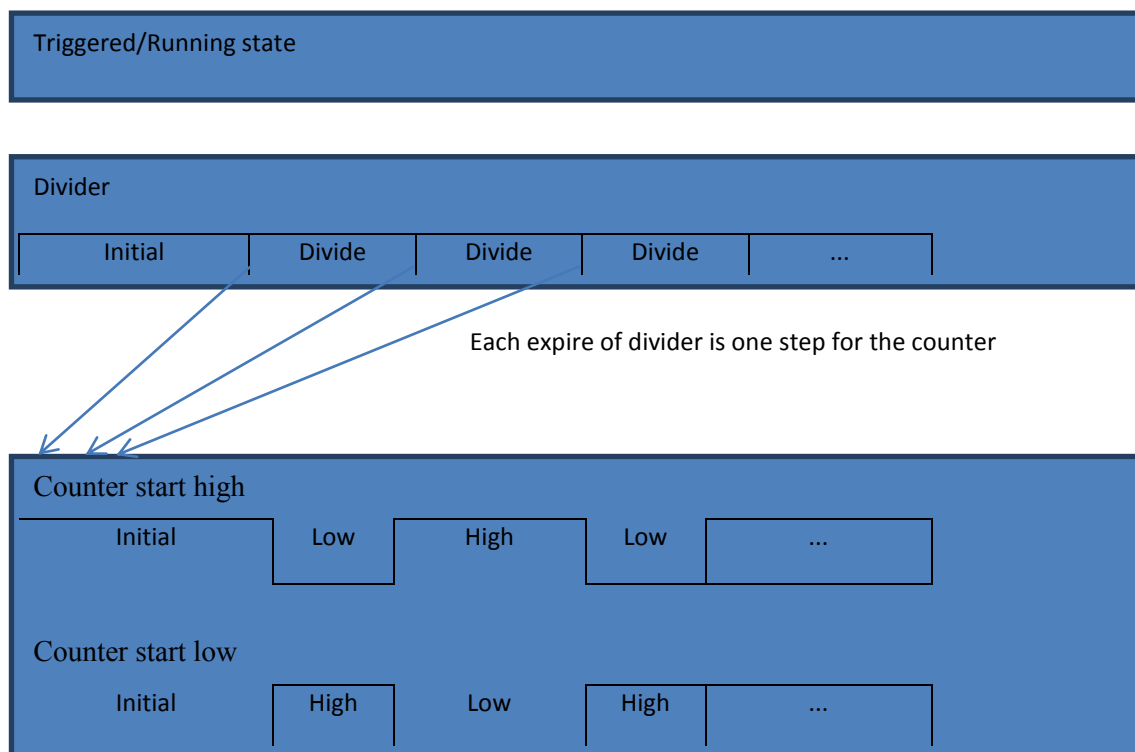 Triggered/Running state
Divider
Initial Divide Divide Divide ...
Each expire of divider is one step for the counter
Counter start high
Initial Low High Low ...
Counter start low
Initial High Low High ...